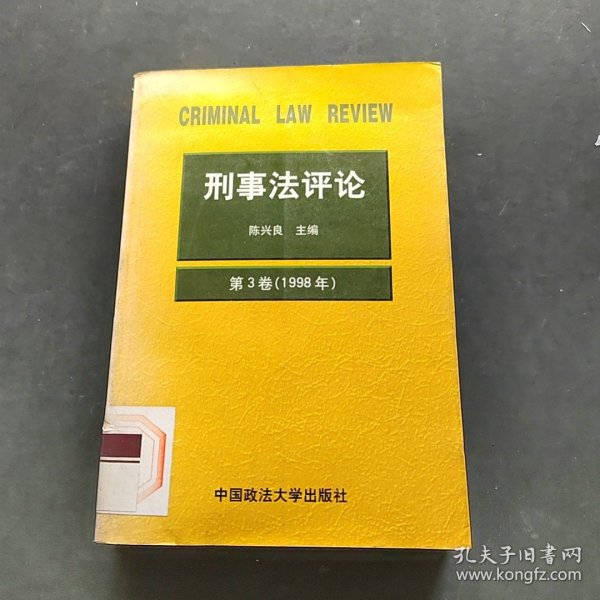 CRIMINAL LAW REVIEW
刑事法评论
陈兴良 主编
第3卷(1998年)
中国政法大学出版社
孔夫子旧书网
www.kongfz.com